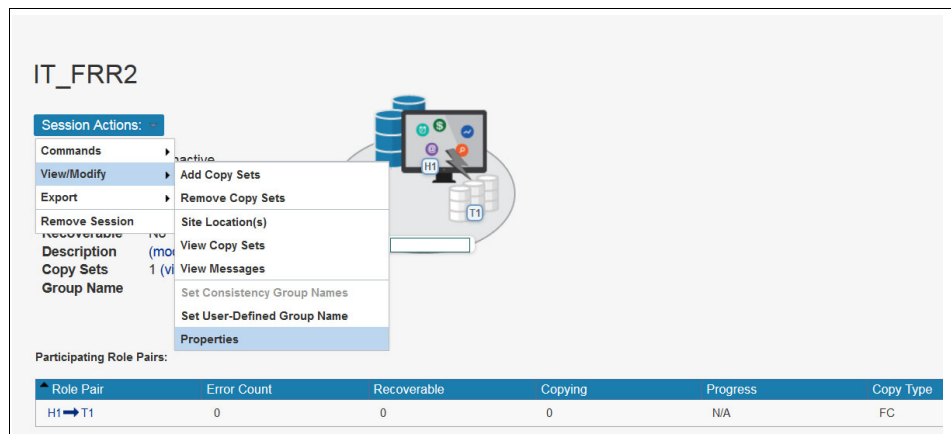 IT_FRR2
Session Actions:
Commands
View/Modify
Export
Remove Session
nactive
Add Copy Sets
Remove Copy Sets
Site Location(s)
View Copy Sets
View Messages
Set Consistency Group Names
Set User-Defined Group Name
Properties
Recoverable No
Description (mod
Copy Sets 1 (vi
Group Name
H1
T1
Participating Role Pairs:
Role Pair Error Count Recoverable Copying Progress Copy Type
H1 T1 0 0 0 N/A FC